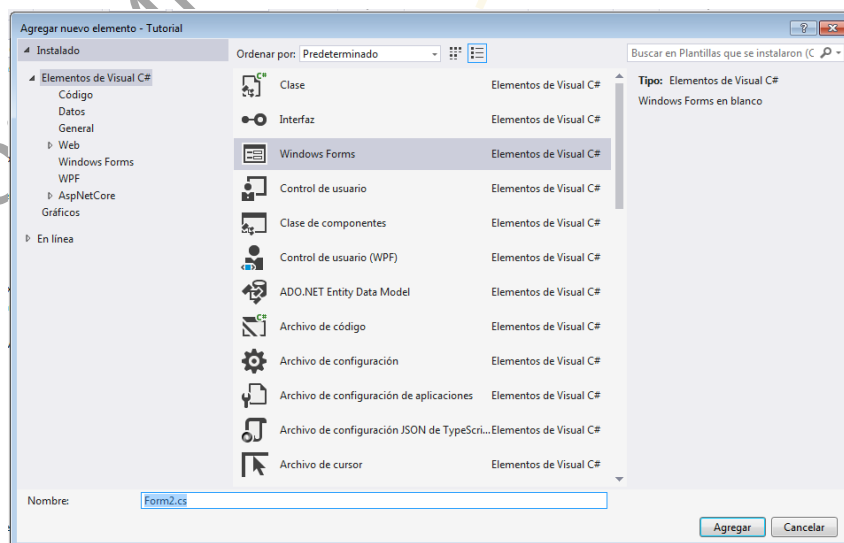 Agregar nuevo elemento - Tutorial
Instalado
Ordenar por: Predeterminado
Buscar en Plantillas que se instalaron (C
Elementos de Visual C#
Código
Datos
General
Web
Windows Forms
WPF
AspNetCore
Gráficos
En línea
Clase Elementos de Visual C#
Interfaz Elementos de Visual C#
Windows Forms Elementos de Visual C#
Control de usuario Elementos de Visual C#
Clase de componentes Elementos de Visual C#
Control de usuario (WPF) Elementos de Visual C#
ADO.NET Entity Data Model Elementos de Visual C#
Archivo de código Elementos de Visual C#
Archivo de configuración Elementos de Visual C#
Archivo de configuración de aplicaciones Elementos de Visual C#
Archivo de configuración JSON de TypeScri... Elementos de Visual C#
Archivo de cursor Elementos de Visual C#
Tipo: Elementos de Visual C#
Windows Forms en blanco
Nombre: Form2.cs
Agregar Cancelar